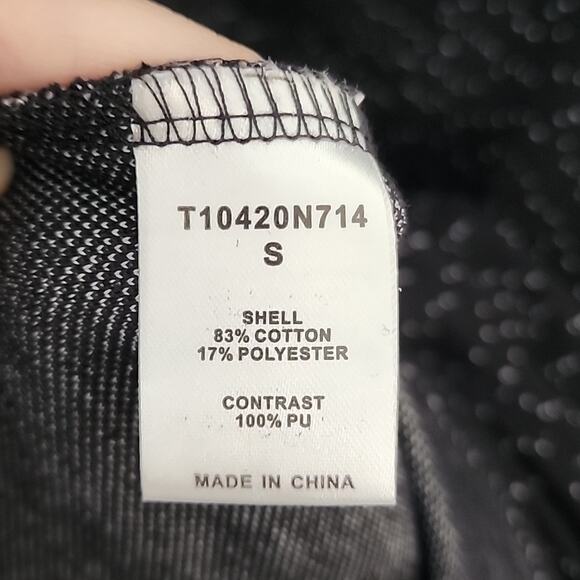 T10420N714
S
SHELL
83% COTTON
17% POLYESTER
CONTRAST
100% PU
MADE IN CHINA